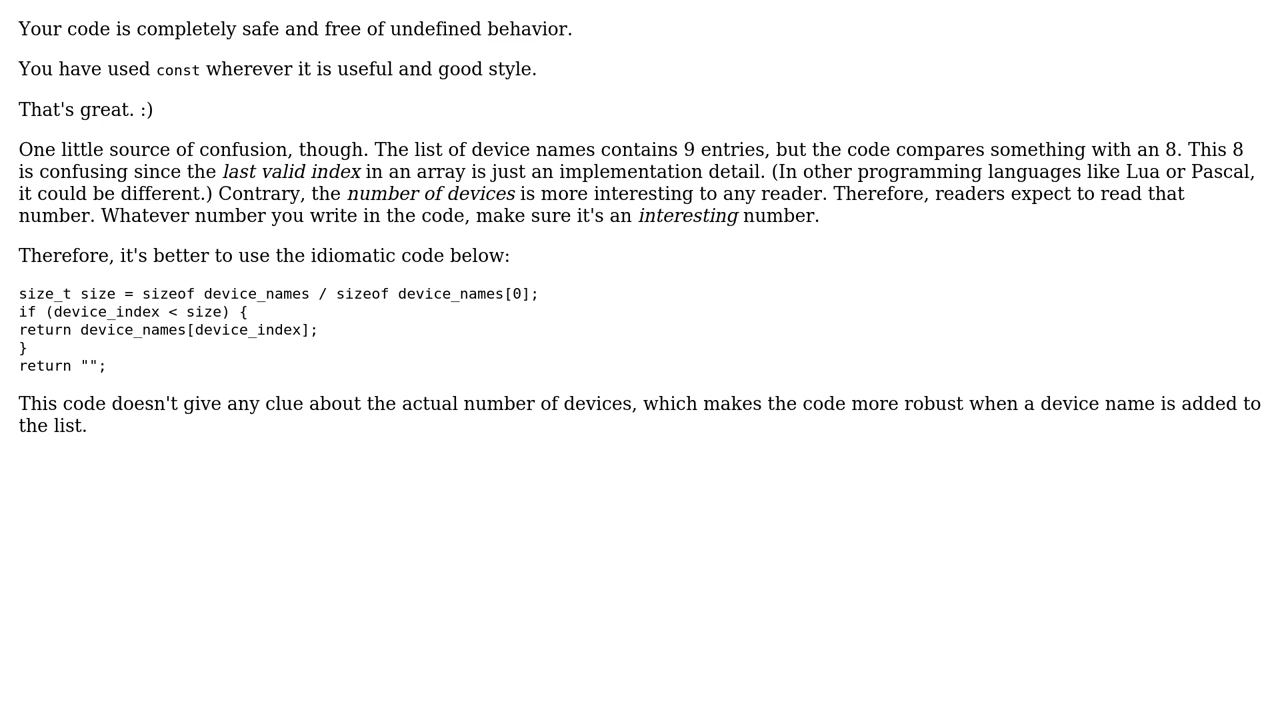 Your code is completely safe and free of undefined behavior.
You have used const wherever it is useful and good style.
That's great. :)
One little source of confusion, though. The list of device names contains 9 entries, but the code compares something with an 8. This 8
is confusing since the last valid index in an array is just an implementation detail. (In other programming languages like Lua or Pascal,
it could be different.) Contrary, the number of devices is more interesting to any reader. Therefore, readers expect to read that
number. Whatever number you write in the code, make sure it's an interesting number.
Therefore, it's better to use the idiomatic code below:
size_t size = sizeof device_names / sizeof device_names[0];
if (device_index < size) {
return device_names[device_index];
}
return "";
This code doesn't give any clue about the actual number of devices, which makes the code more robust when a device name is added to
the list.